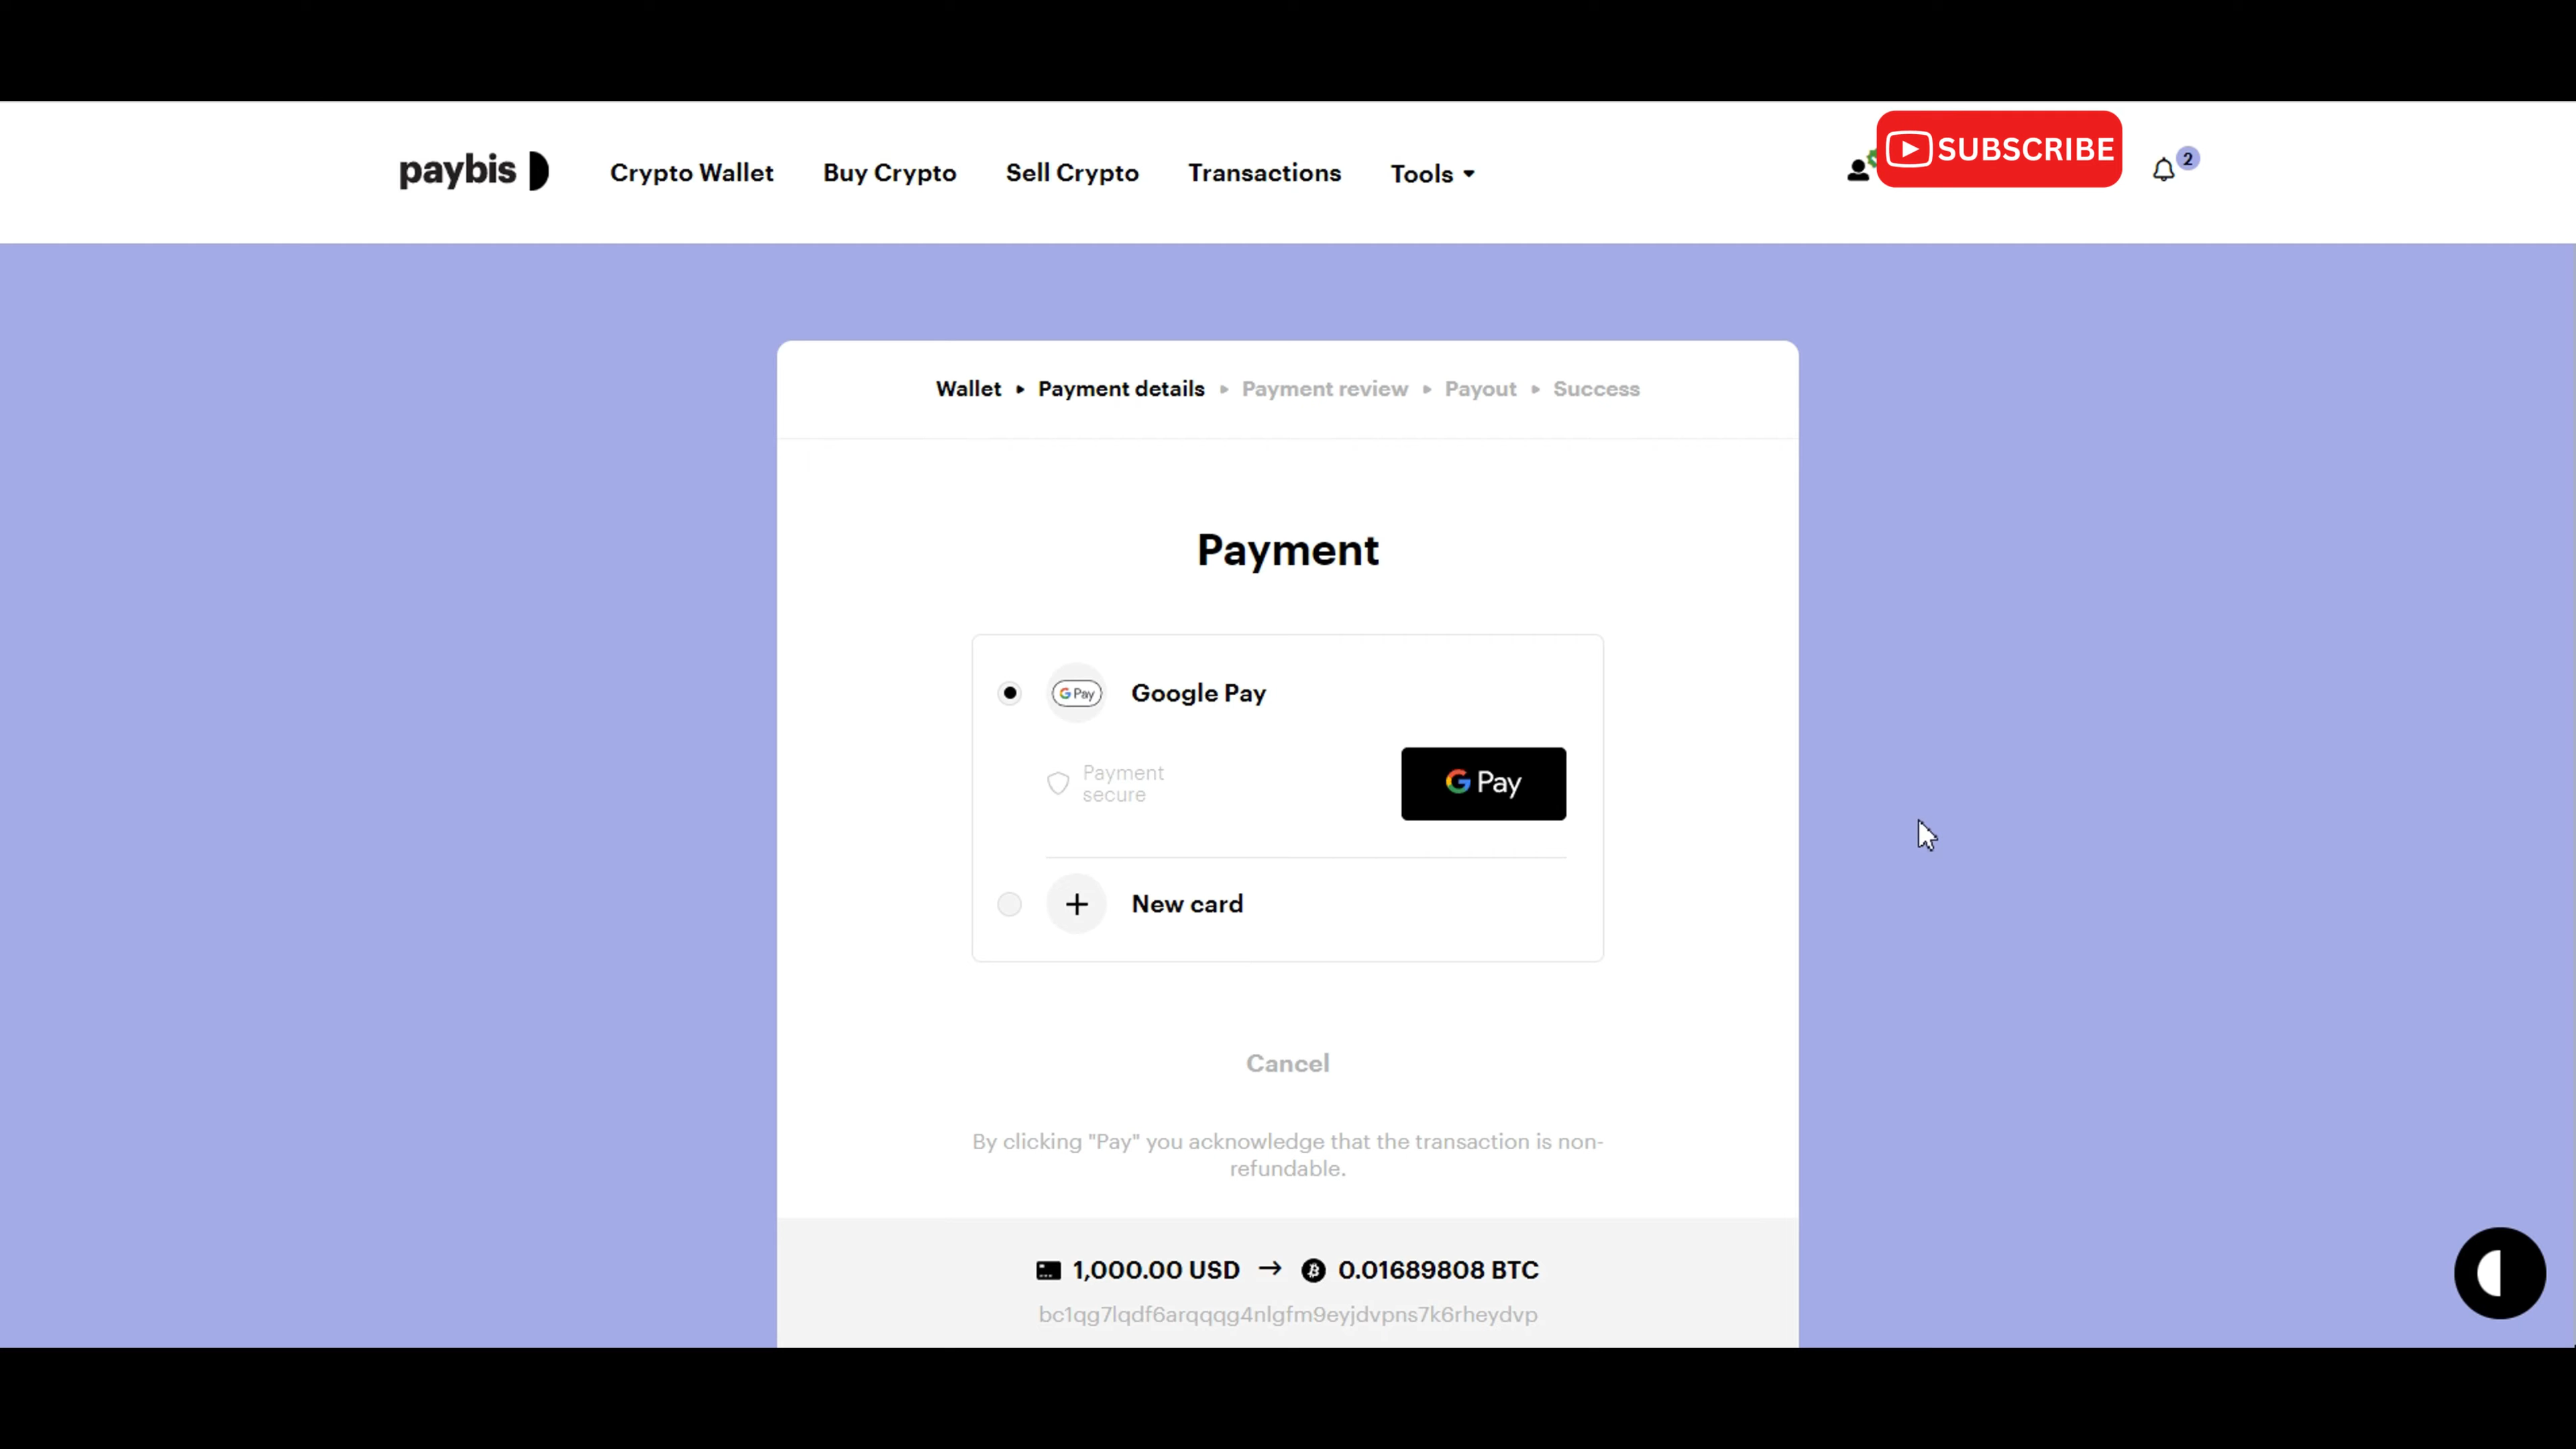 paybis Crypto Wallet Buy Crypto Sell Crypto Transactions Tools SUBSCRIBE 2
Wallet Payment details Payment review Payout Success
Payment
G Pay Google Pay
Payment
secure
G Pay
New card
Cancel
By clicking "Pay" you acknowledge that the transaction is non-
refundable.
1,000.00 USD → 0.01689808 BTC
bc1qg7lqdf6arqqqg4nlgfm9eyjdvpns7k6rheydvp